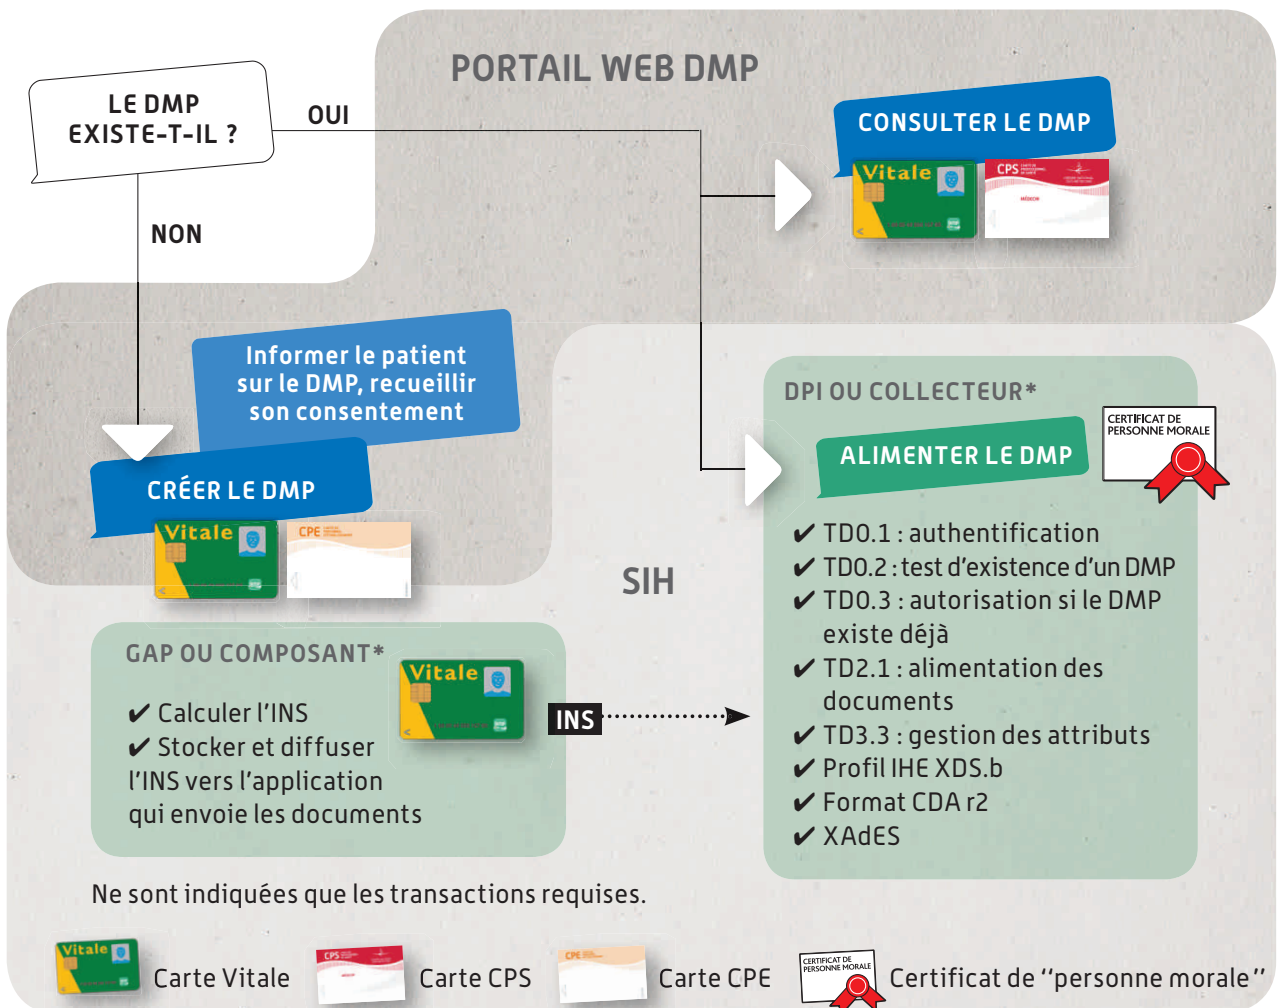 PORTAIL WEB DMP
LE DMP
EXISTE-T-IL ?
OUI
NON
CONSULTER LE DMP
Vitale
CPS
MÉDECIN
Informer le patient
sur le DMP, recueillir
son consentement
CRÉER LE DMP
Vitale
CPE
SIH
DPI OU COLLECTEUR*
CERTIFICAT DE
PERSONNE MORALE
ALIMENTER LE DMP
✔ TD0.1 : authentification
✔ TD0.2 : test d'existence d'un DMP
✔ TD0.3 : autorisation si le DMP
existe déjà
✔ TD2.1 : alimentation des
documents
✔ TD3.3 : gestion des attributs
✔ Profil IHE XDS.b
✔ Format CDA r2
✔ XAdES
GAP OU COMPOSANT*
Vitale
✔ Calculer l'INS
✔ Stocker et diffuser
l'INS vers l'application
qui envoie les documents
INS
Ne sont indiquées que les transactions requises.
Vitale
Carte Vitale
CPS
Carte CPS
CPE
Carte CPE
CERTIFICAT DE
PERSONNE MORALE
Certificat de "personne morale"